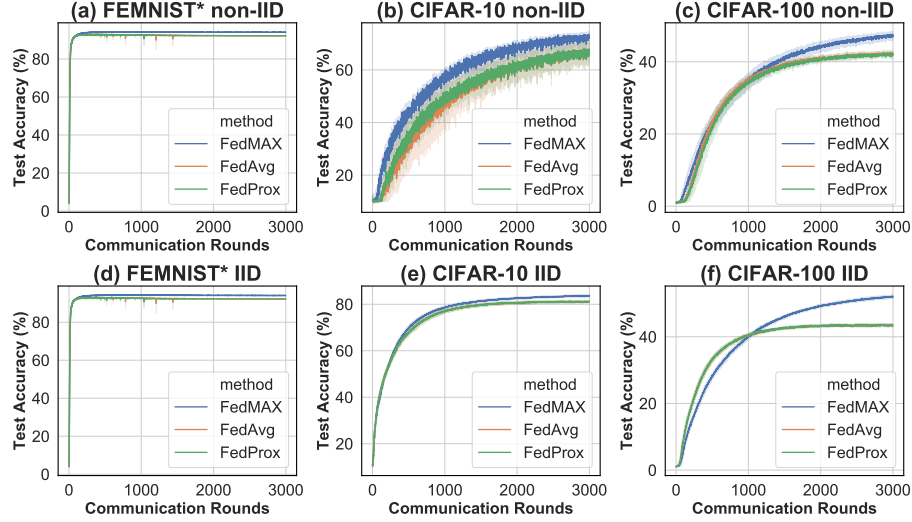 (a) FEMNIST* non-IID
Test Accuracy (%)
80
60
40
20
0
method
FedMAX
FedAvg
FedProx
0 1000 2000 3000
Communication Rounds
(b) CIFAR-10 non-IID
Test Accuracy (%)
60
40
20
method
FedMAX
FedAvg
FedProx
0 1000 2000 3000
Communication Rounds
(c) CIFAR-100 non-IID
Test Accuracy (%)
40
20
0
method
FedMAX
FedAvg
FedProx
0 1000 2000 3000
Communication Rounds
(d) FEMNIST* IID
Test Accuracy (%)
80
60
40
20
0
method
FedMAX
FedAvg
FedProx
0 1000 2000 3000
Communication Rounds
(e) CIFAR-10 IID
Test Accuracy (%)
80
60
40
20
method
FedMAX
FedAvg
FedProx
0 1000 2000 3000
Communication Rounds
(f) CIFAR-100 IID
Test Accuracy (%)
40
20
0
method
FedMAX
FedAvg
FedProx
0 1000 2000 3000
Communication Rounds